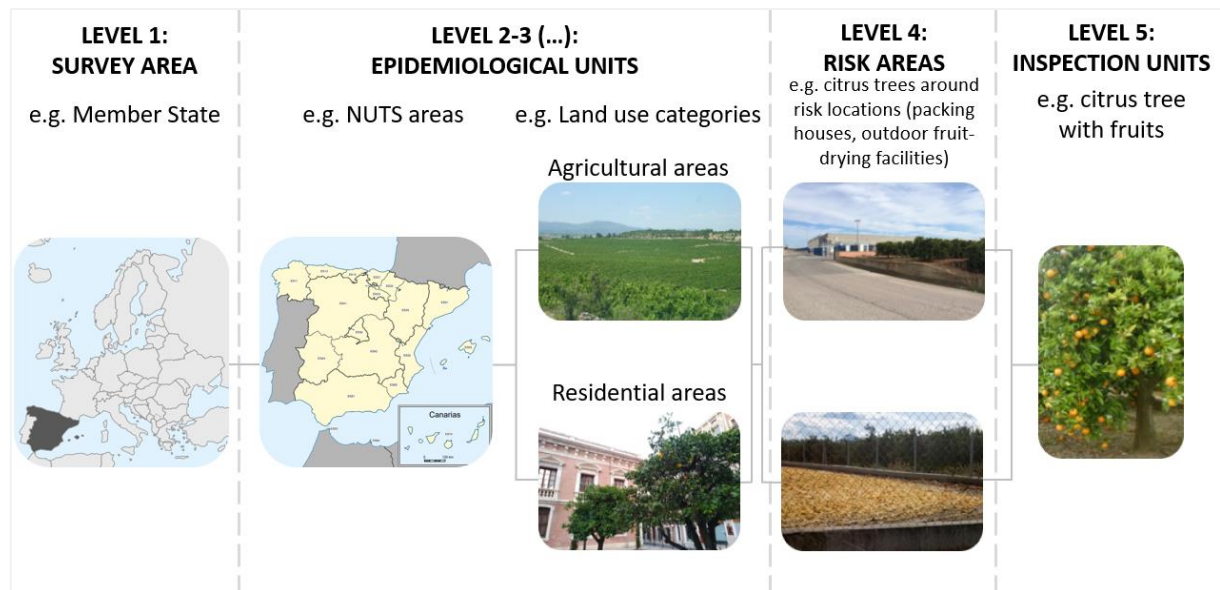 LEVEL 1:
SURVEY AREA
e.g. Member State
LEVEL 2-3 (...):
EPIDEMIOLOGICAL UNITS
e.g. NUTS areas
e.g. Land use categories
Agricultural areas
Residential areas
LEVEL 4:
RISK AREAS
e.g. citrus trees around
risk locations (packing
houses, outdoor fruit-
drying facilities)
LEVEL 5:
INSPECTION UNITS
e.g. citrus tree
with fruits
Canarias